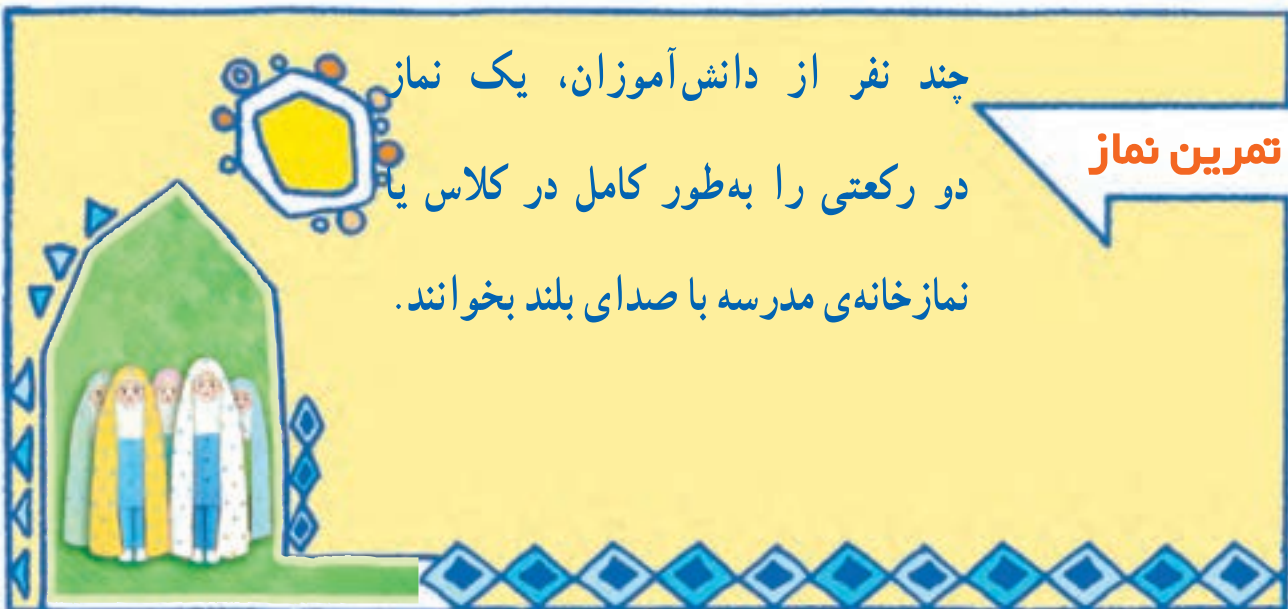 تمرین نماز
چند نفر از دانش‌آموزان، یک نماز
دو رکعتی را به‌طور کامل در کلاس یا
نمازخانه‌ی مدرسه با صدای بلند بخوانند.